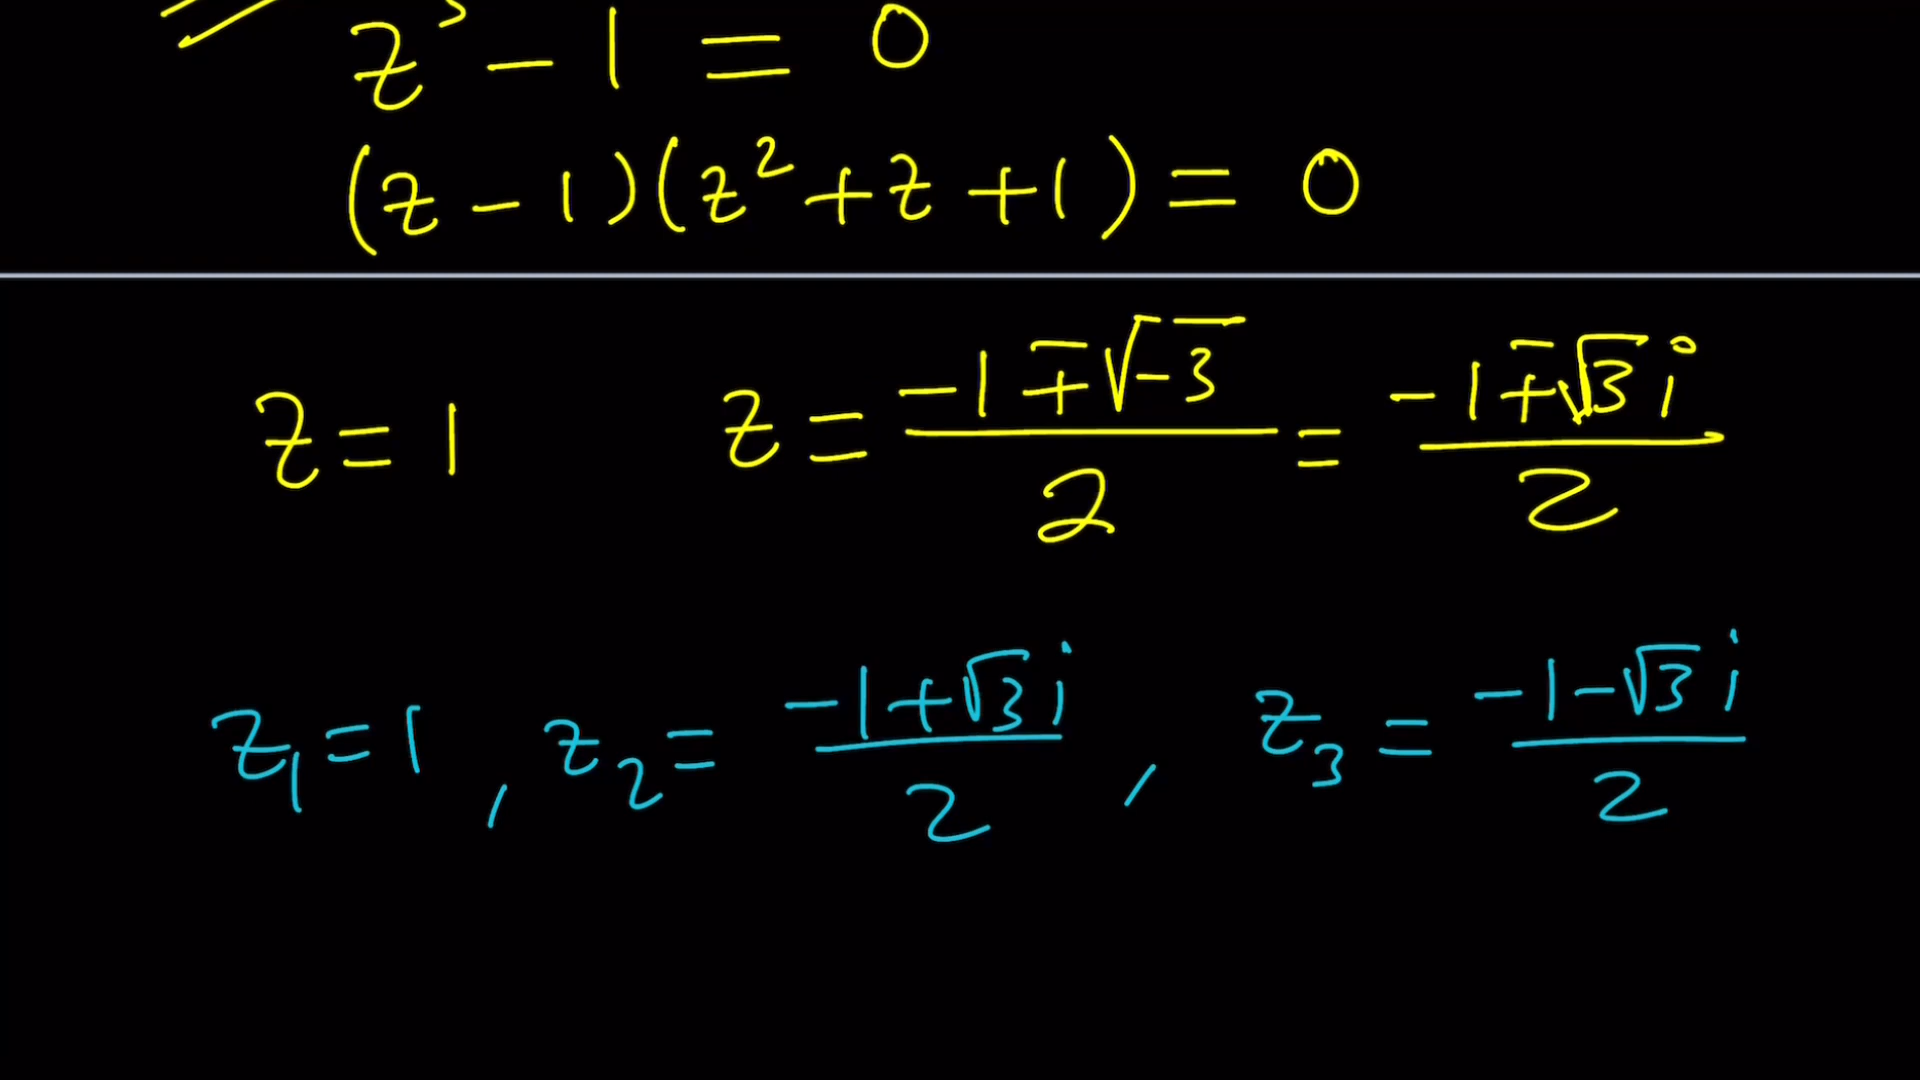 z³ - 1 = 0
(z - 1)(z² + z + 1) = 0
z = 1    z = (-1 ∓ √-3)/2 = (-1 ∓ √3 i)/2
z₁ = 1 , z₂ = (-1 + √3 i)/2 , z₃ = (-1 - √3 i)/2